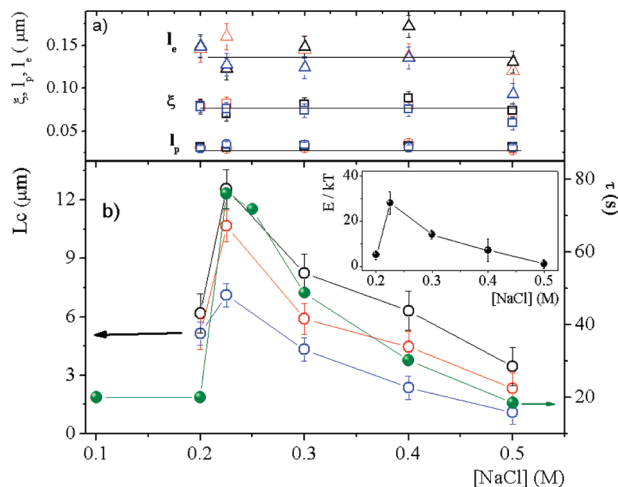 a)
ξ, l_p, l_e ( μm)
0.15
0.10
0.05
l_e
ξ
l_p
b)
Lc (μm)
12
9
6
3
0
τ (s)
80
60
40
20
E / kT
40
20
0
0.2 0.3 0.4 0.5
[NaCl] (M)
0.1 0.2 0.3 0.4 0.5
[NaCl] (M)